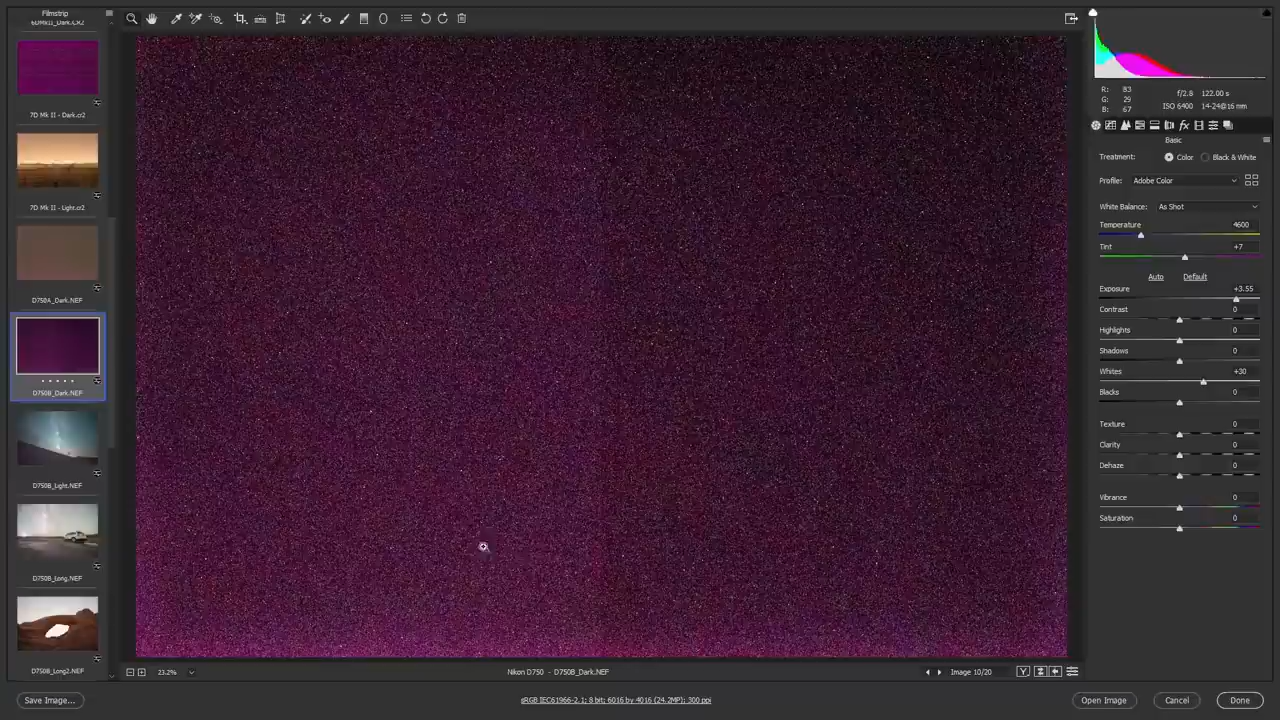 Filmstrip
6DMkII_Dark.CR2
7D Mk II - Dark.cr2
7D Mk II - Light.cr2
D750A_Dark.NEF
D750B_Dark.NEF
D750B_Light.NEF
D750B_Long.NEF
D750B_Long2.NEF
23.2%
Nikon D750 - D750B_Dark.NEF
Image 10/20
Y
Save Image...
sRGB IEC61966-2.1; 8 bit; 6016 by 4016 (24.2MP); 300 ppi
Open Image
Cancel
Done
R: 83
G: 29
B: 67
f/2.8 122.00 s
ISO 6400 14-24@16 mm
fx
Basic
Treatment: Color Black & White
Profile: Adobe Color
White Balance: As Shot
Temperature 4600
Tint +7
Auto Default
Exposure +3.55
Contrast 0
Highlights 0
Shadows 0
Whites +30
Blacks 0
Texture 0
Clarity 0
Dehaze 0
Vibrance 0
Saturation 0